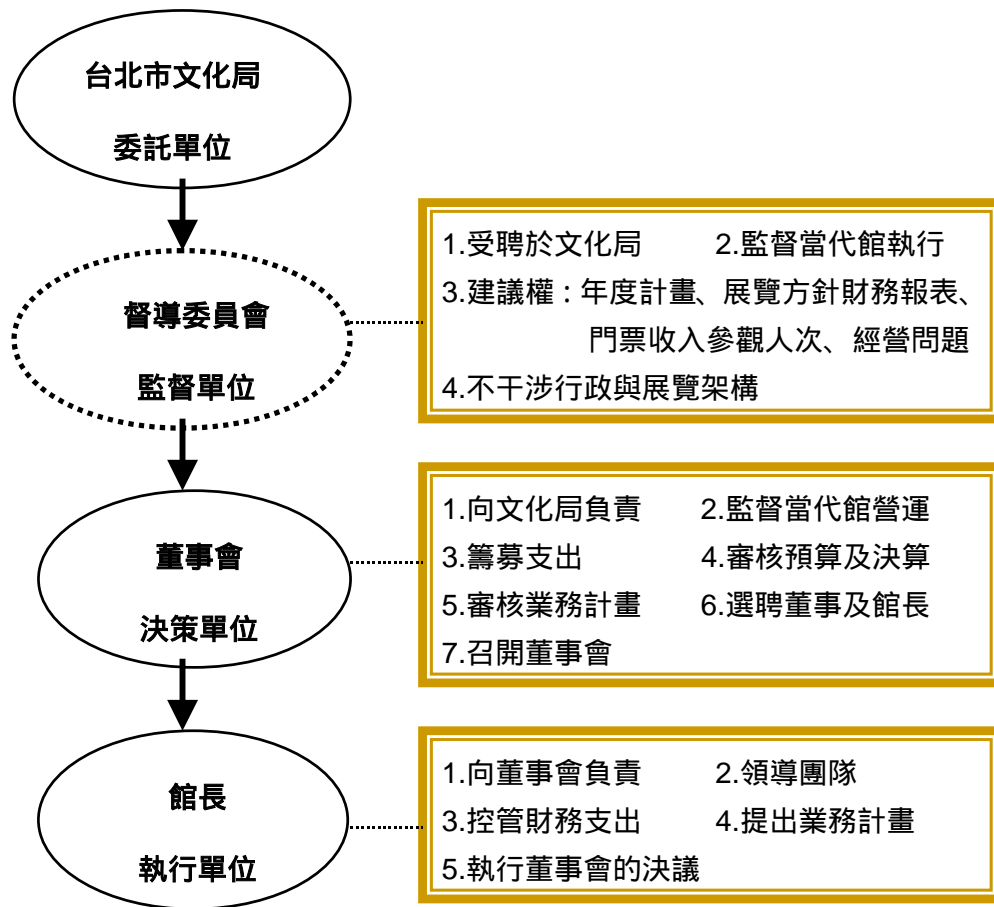 台北市文化局
委託單位
1.受聘於文化局 2.監督當代館執行
3.建議權：年度計畫、展覽方針財務報表、
門票收入參觀人次、經營問題
4.不干涉行政與展覽架構
督導委員會
監督單位
1.向文化局負責 2.監督當代館營運
3.籌募支出 4.審核預算及決算
5.審核業務計畫 6.選聘董事及館長
7.召開董事會
董事會
決策單位
1.向董事會負責 2.領導團隊
3.控管財務支出 4.提出業務計畫
5.執行董事會的決議
館長
執行單位